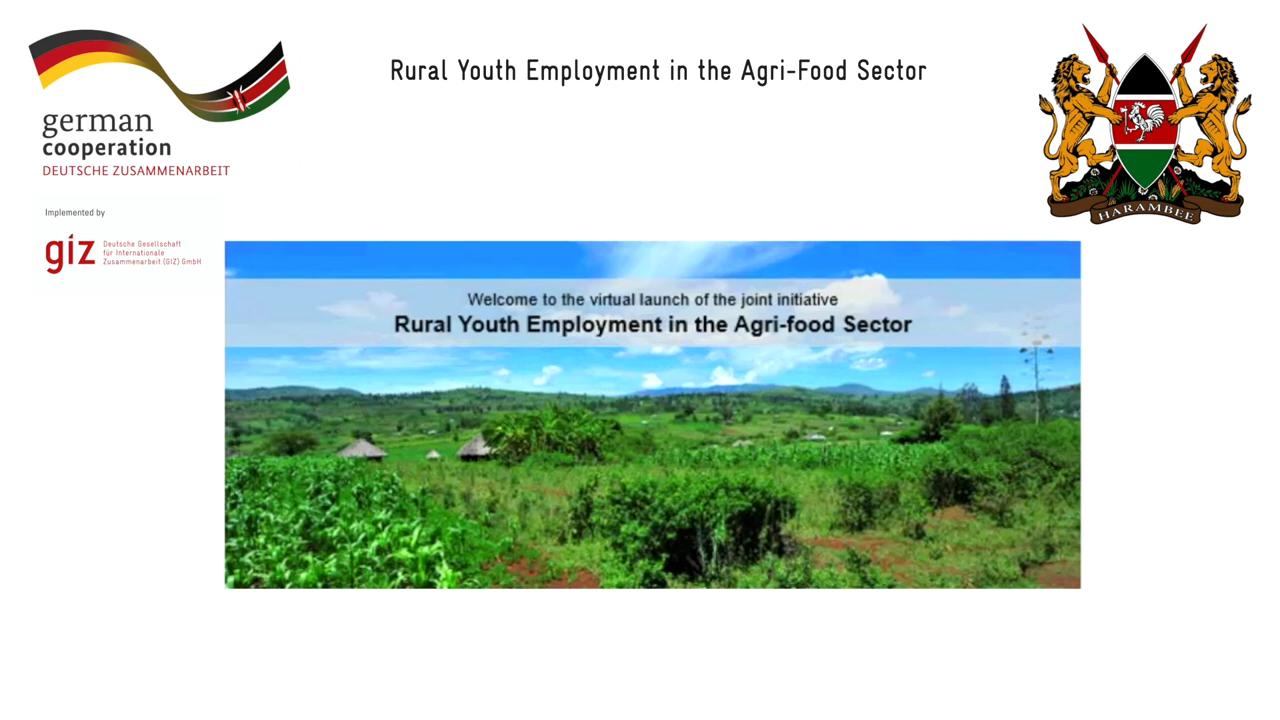 Rural Youth Employment in the Agri-Food Sector
german
cooperation
DEUTSCHE ZUSAMMENARBEIT
Implemented by
giz
Deutsche Gesellschaft
für Internationale
Zusammenarbeit (GIZ) GmbH
HARAMBEE
Welcome to the virtual launch of the joint initiative
Rural Youth Employment in the Agri-food Sector